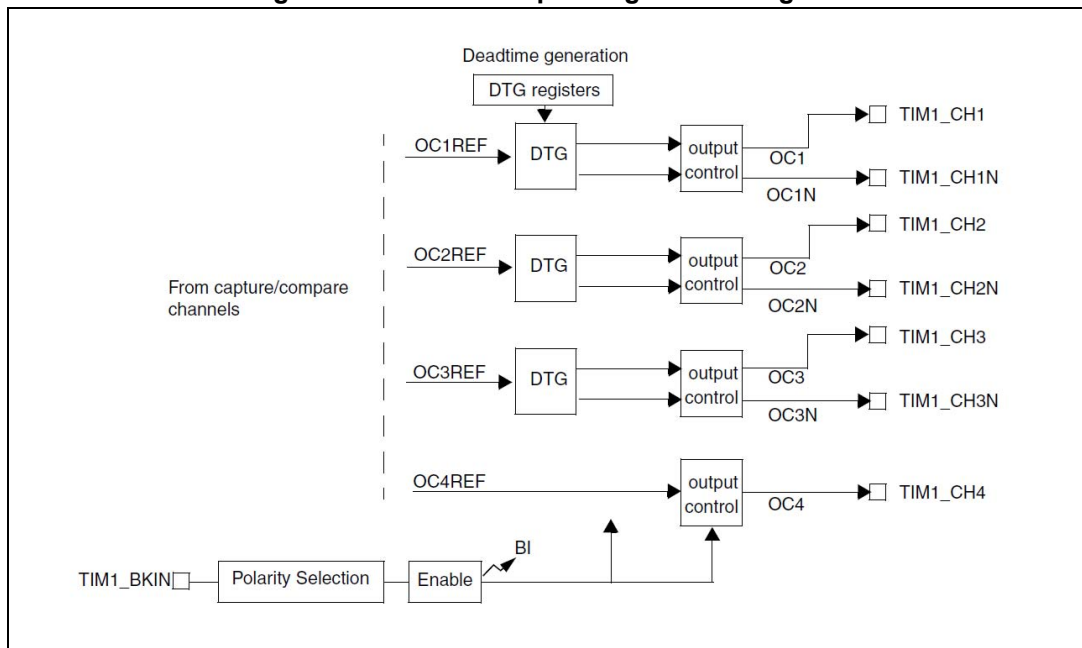 Deadtime generation
DTG registers
OC1REF
DTG
output
control
OC1
TIM1_CH1
OC1N
TIM1_CH1N
OC2REF
DTG
output
control
OC2
TIM1_CH2
OC2N
TIM1_CH2N
From capture/compare
channels
OC3REF
DTG
output
control
OC3
TIM1_CH3
OC3N
TIM1_CH3N
OC4REF
output
control
OC4
TIM1_CH4
TIM1_BKIN
Polarity Selection
Enable
BI